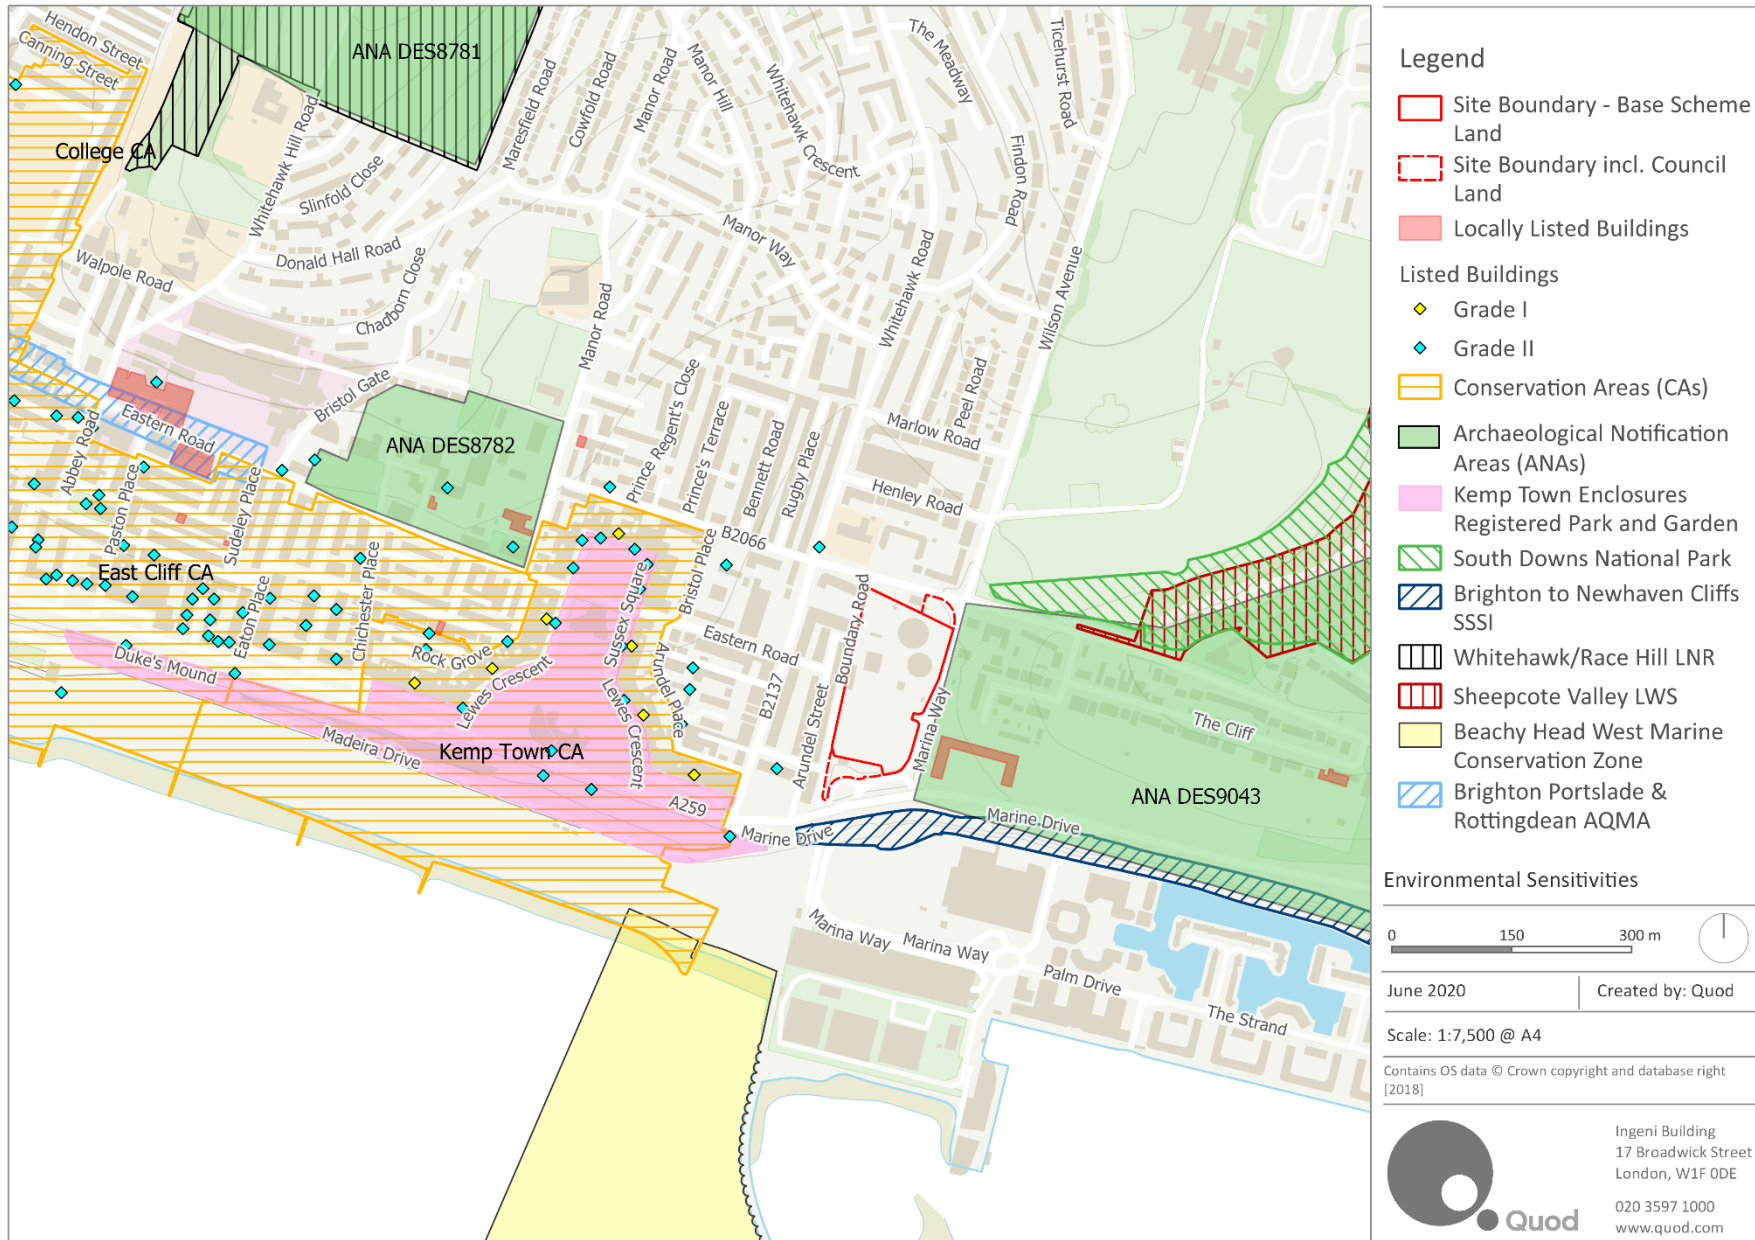 Hendon Street
Canning Street
College CA
ANA DES8781
Whitehawk Hill Road
Slinfold Close
Donald Hall Road
Chadborn Close
Walpole Road
Maresfield Road
Cowfold Road
Manor Road
Manor Hill
Whitehawk Crescent
The Meadway
Ticehurst Road
Findon Road
Manor Way
Whitehawk Road
Wilson Avenue
Manor Road
Bristol Gate
Eastern Road
Abbey Road
Paston Place
Sudeley Place
ANA DES8782
Prince Regent's Close
Prince's Terrace
Bennett Road
Rugby Place
Peel Road
Marlow Road
Henley Road
B2066
Bristol Place
East Cliff CA
Eaton Place
Chichester Place
Rock Grove
Duke's Mound
Madeira Drive
Lewes Crescent
Sussex Square
Lewes Crescent
Arundel Place
Eastern Road
B2137
Arundel Street
Boundary Road
Marina Way
The Cliff
Kemp Town CA
A259
Marine Drive
Marine Drive
ANA DES9043
Marina Way
Marina Way
Palm Drive
The Strand
Legend
Site Boundary - Base Scheme
Land
Site Boundary incl. Council
Land
Locally Listed Buildings
Listed Buildings
Grade I
Grade II
Conservation Areas (CAs)
Archaeological Notification
Areas (ANAs)
Kemp Town Enclosures
Registered Park and Garden
South Downs National Park
Brighton to Newhaven Cliffs
SSSI
Whitehawk/Race Hill LNR
Sheepcote Valley LWS
Beachy Head West Marine
Conservation Zone
Brighton Portslade &
Rottingdean AQMA
Environmental Sensitivities
0 150 300 m
June 2020
Created by: Quod
Scale: 1:7,500 @ A4
Contains OS data © Crown copyright and database right
[2018]
Quod
Ingeni Building
17 Broadwick Street
London, W1F 0DE
020 3597 1000
www.quod.com